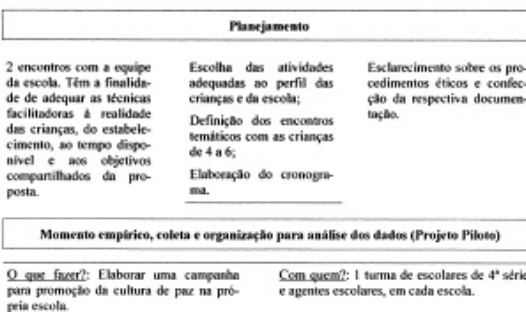 Planejamento
2 encontros com a equipe
da escola. Têm a finalida-
de de adequar as técnicas
facilitadoras à realidade
das crianças, do estabele-
cimento, ao tempo dispo-
nível e aos objetivos
compartilhados da pro-
posta.
Escolha das atividades
adequadas ao perfil das
crianças e da escola;
Definição dos encontros
temáticos com as crianças
de 4 a 6;
Elaboração do cronogra-
ma.
Esclarecimento sobre os pro-
cedimentos éticos e confec-
ção da respectiva documen-
tação.
Momento empírico, coleta e organização para análise dos dados (Projeto Piloto)
O que fazer?: Elaborar uma campanha
para promoção da cultura de paz na pró-
pria escola.
Com quem?: 1 turma de escolares de 4ª série
e agentes escolares, em cada escola.